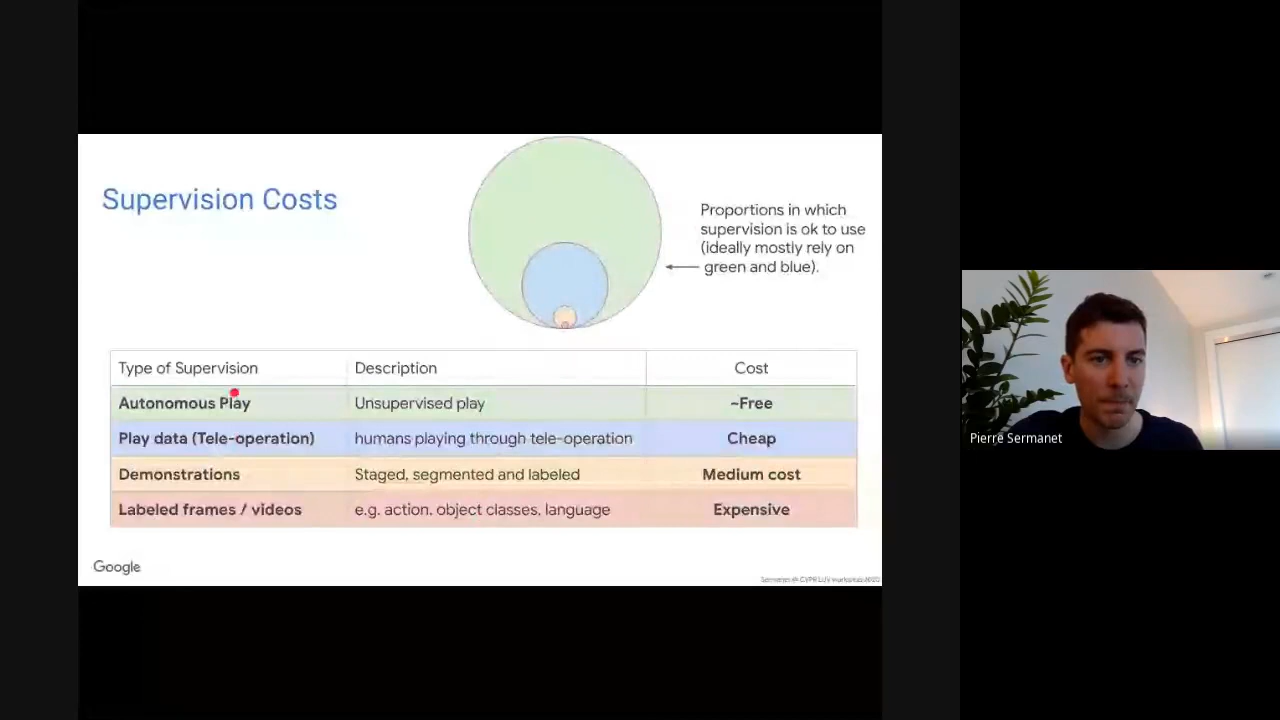 Supervision Costs
Proportions in which
supervision is ok to use
(ideally mostly rely on
green and blue).
Type of Supervision Description Cost
Autonomous Play Unsupervised play ~Free
Play data (Tele-operation) humans playing through tele-operation Cheap
Demonstrations Staged, segmented and labeled Medium cost
Labeled frames / videos e.g. action, object classes, language Expensive
Google
Pierre Sermanet